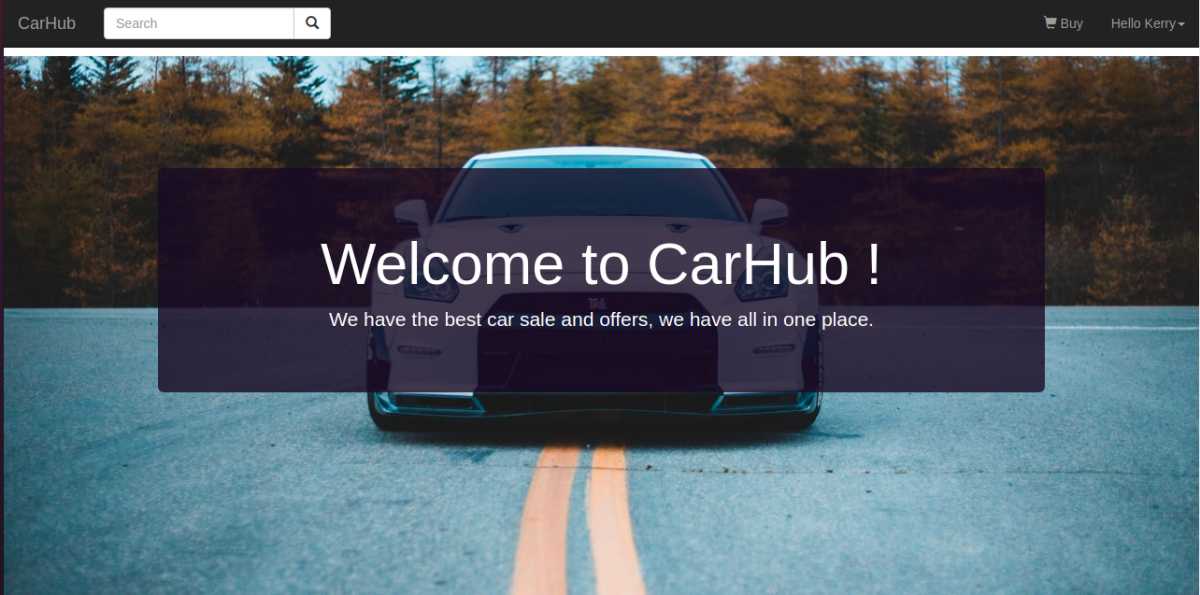 CarHub Search Buy Hello Kerry
Welcome to CarHub !
We have the best car sale and offers, we have all in one place.